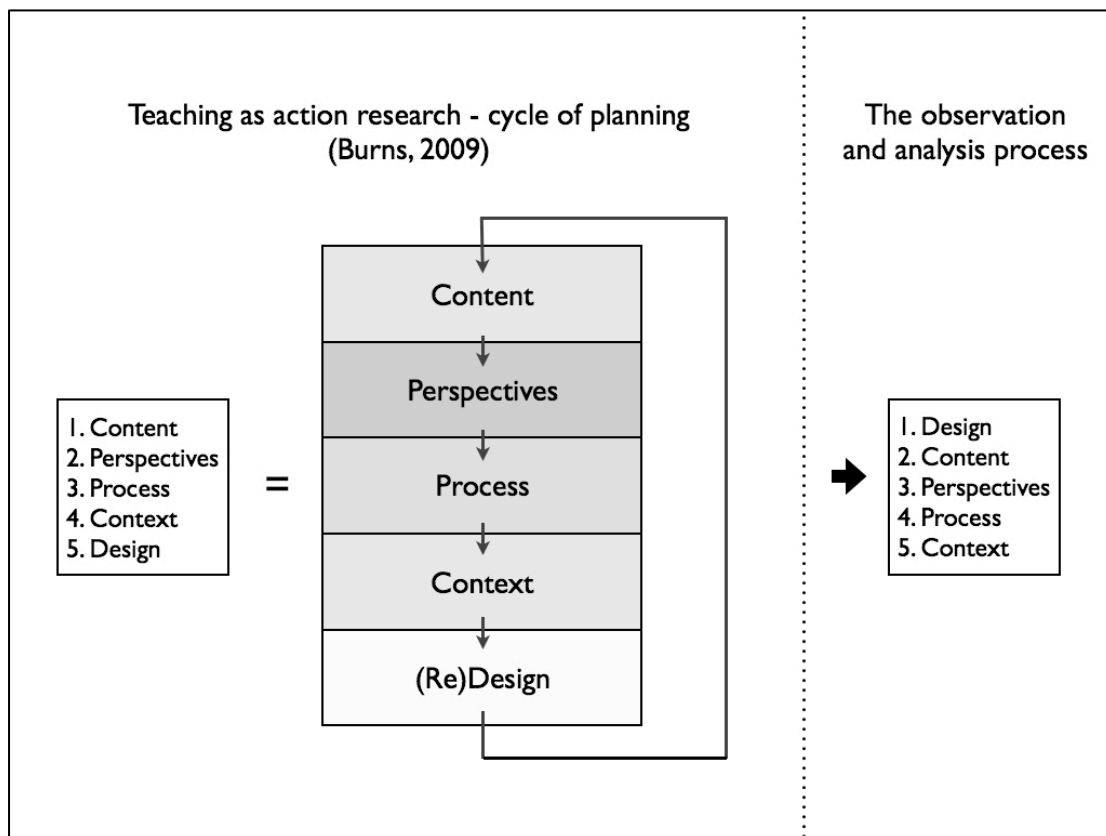 Teaching as action research - cycle of planning
(Burns, 2009)
The observation
and analysis process
1. Content
2. Perspectives
3. Process
4. Context
5. Design
=
Content
Perspectives
Process
Context
(Re)Design
1. Design
2. Content
3. Perspectives
4. Process
5. Context